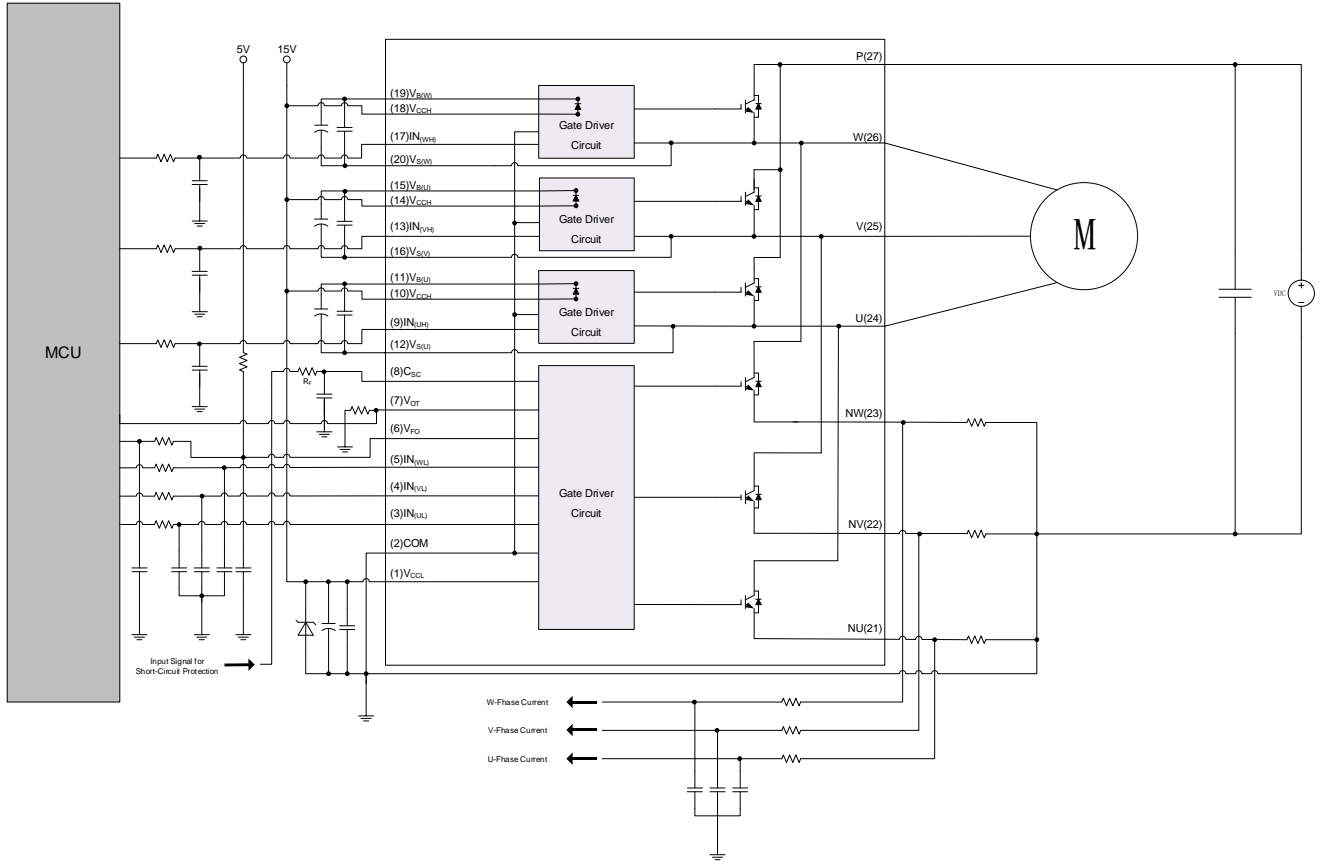 5V
15V
P(27)
(19)VB(W)
(18)VCCH
Gate Driver
Circuit
(17)IN(WH)
W(26)
(20)VS(W)
(15)VB(U)
(14)VCCH
Gate Driver
Circuit
(13)IN(VH)
V(25)
M
(16)VS(V)
(11)VB(U)
(10)VCCH
VDC
Gate Driver
Circuit
(9)IN(UH)
U(24)
(12)VS(U)
MCU
RF
(8)CSC
(7)VOT
NW(23)
(6)VFO
(5)IN(WL)
(4)IN(VL)
Gate Driver
Circuit
(3)IN(UL)
NV(22)
(2)COM
(1)VCCL
NU(21)
Input Signal for
Short-Circuit Protection
W-Fhase Current
V-Fhase Current
U-Fhase Current